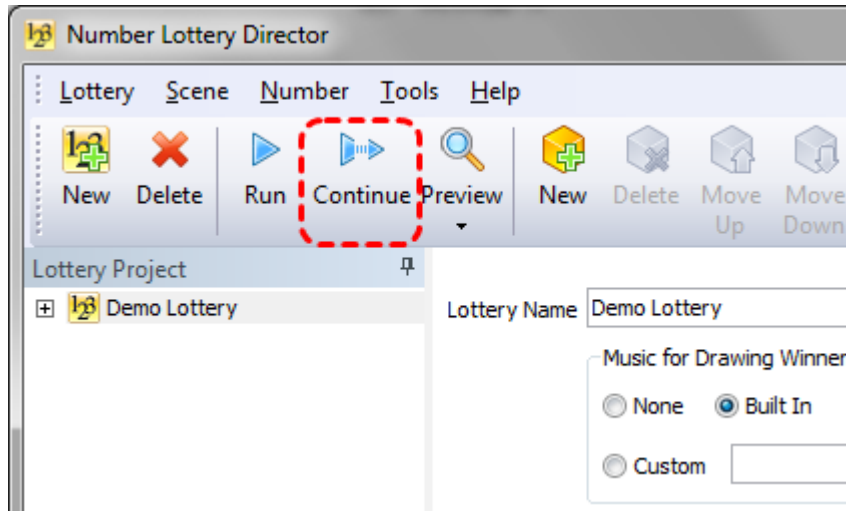 Number Lottery Director
Lottery Scene Number Tools Help
New Delete Run Continue Preview New Delete Move Up Move Down
Lottery Project
Demo Lottery
Lottery Name Demo Lottery
Music for Drawing Winner
None Built In
Custom